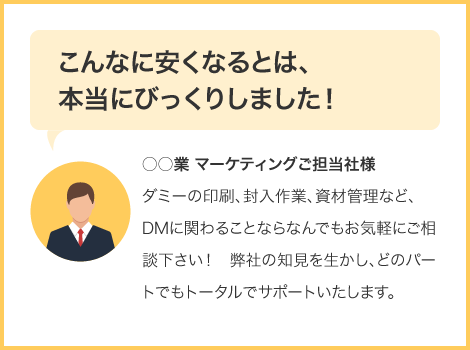 こんなに安くなるとは、
本当にびっくりしました！
○○業 マーケティングご担当社様
ダミーの印刷、封入作業、資材管理など、
DMに関わることならなんでもお気軽にご相
談下さい！　弊社の知見を生かし、どのパー
トでもトータルでサポートいたします。